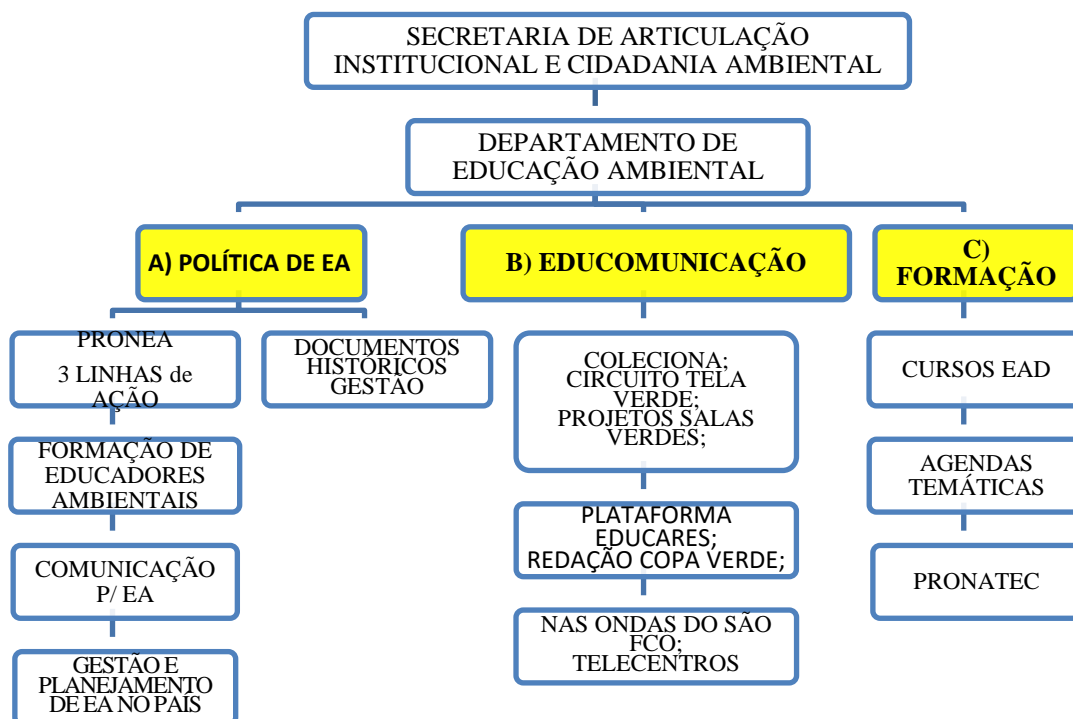 SECRETARIA DE ARTICULAÇÃO
INSTITUCIONAL E CIDADANIA AMBIENTAL
DEPARTAMENTO DE
EDUCAÇÃO AMBIENTAL
A) POLÍTICA DE EA
B) EDUCOMUNICAÇÃO
C)
FORMAÇÃO
PRONEA
3 LINHAS de
AÇÃO
DOCUMENTOS
HISTÓRICOS
GESTÃO
FORMAÇÃO DE
EDUCADORES
AMBIENTAIS
COMUNICAÇÃO
P/ EA
GESTÃO E
PLANEJAMENTO
DE EA NO PAÍS
COLECIONA;
CIRCUITO TELA
VERDE;
PROJETOS SALAS
VERDES;
PLATAFORMA
EDUCARES;
REDAÇÃO COPA VERDE;
NAS ONDAS DO SÃO
FCO;
TELECENTROS
CURSOS EAD
AGENDAS
TEMÁTICAS
PRONATEC